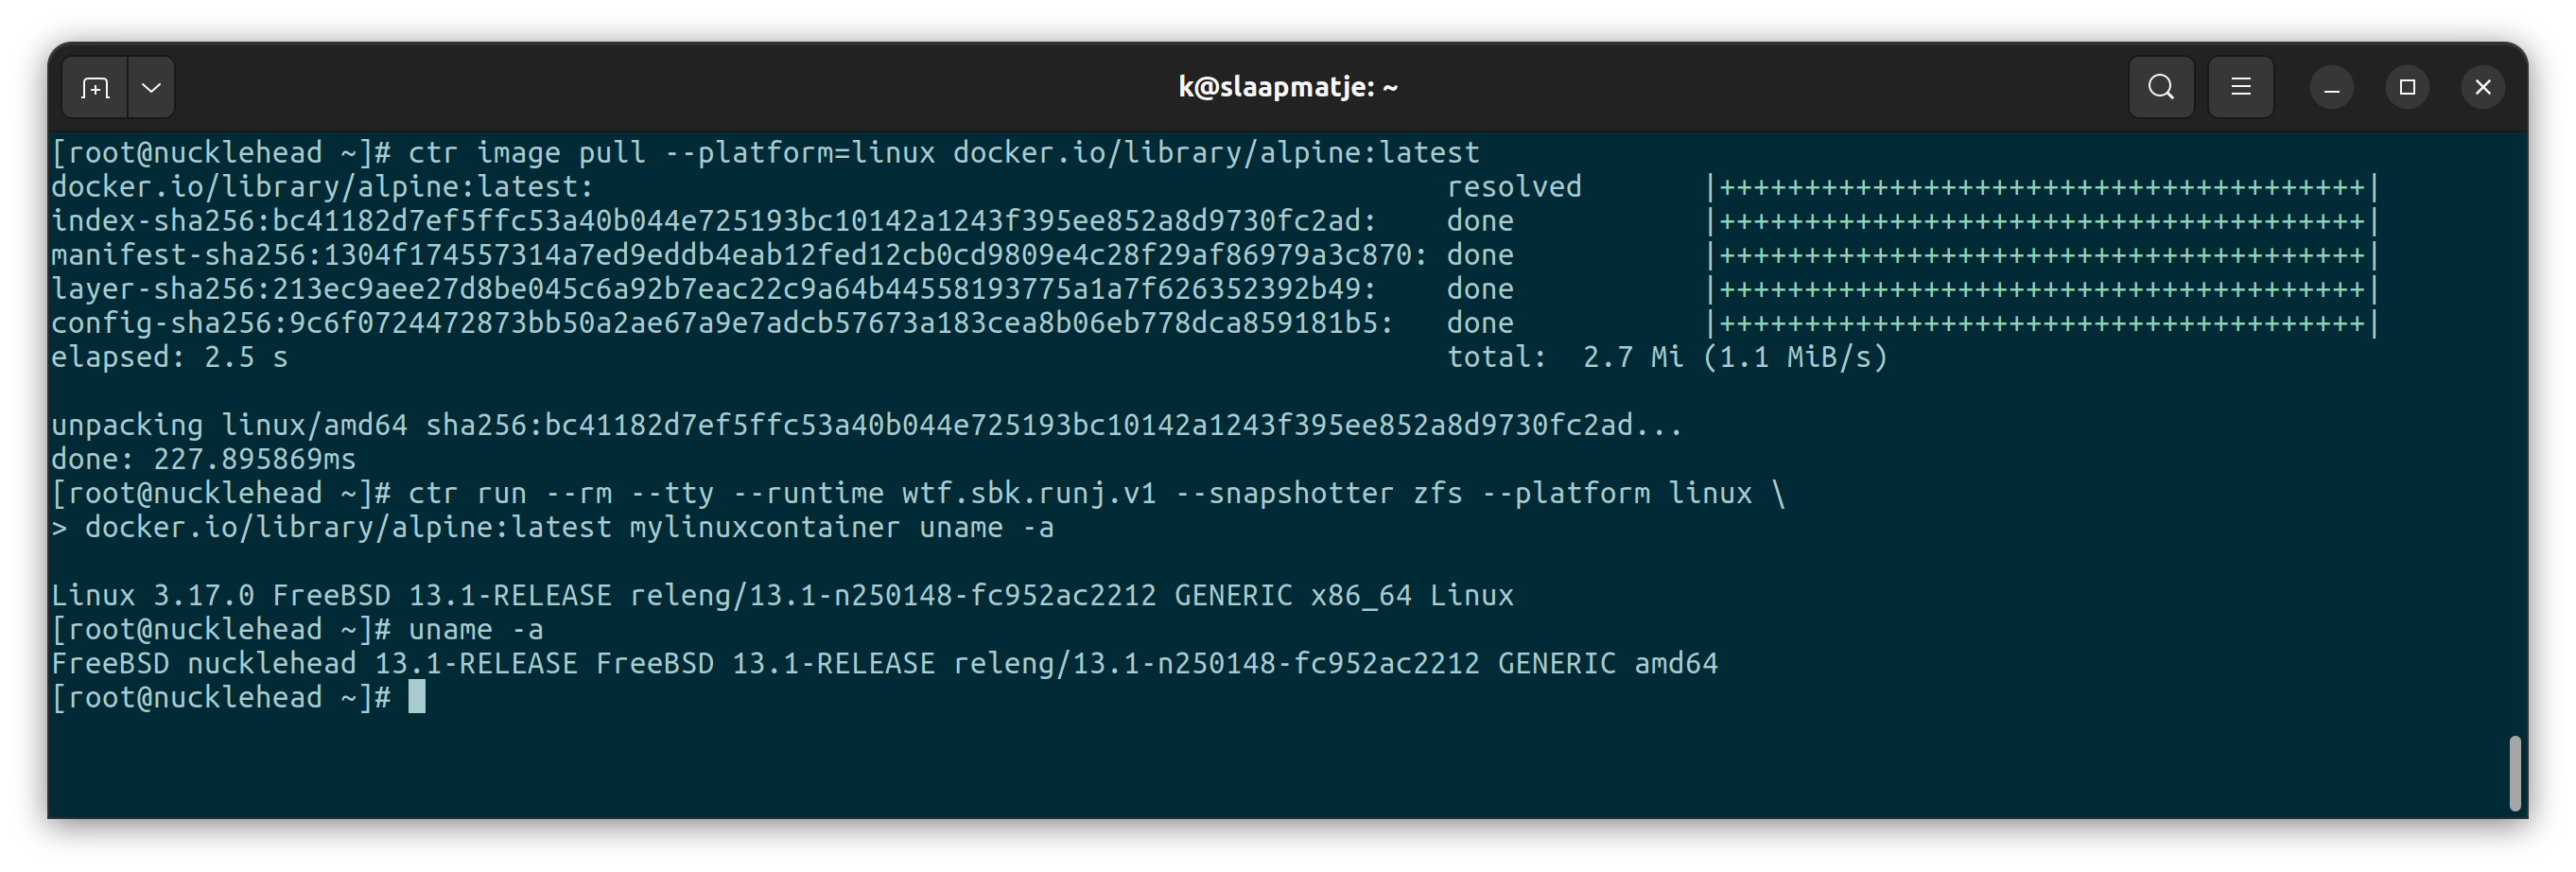 k@slaapmatje: ~
[root@nucklehead ~]# ctr image pull --platform=linux docker.io/library/alpine:latest
docker.io/library/alpine:latest: resolved |++++++++++++++++++++++++++++++++++++++|
index-sha256:bc41182d7ef5ffc53a40b044e725193bc10142a1243f395ee852a8d9730fc2ad: done |++++++++++++++++++++++++++++++++++++++|
manifest-sha256:1304f174557314a7ed9eddb4eab12fed12cb0cd9809e4c28f29af86979a3c870: done |++++++++++++++++++++++++++++++++++++++|
layer-sha256:213ec9aee27d8be045c6a92b7eac22c9a64b44558193775a1a7f626352392b49: done |++++++++++++++++++++++++++++++++++++++|
config-sha256:9c6f0724472873bb50a2ae67a9e7adcb57673a183cea8b06eb778dca859181b5: done |++++++++++++++++++++++++++++++++++++++|
elapsed: 2.5 s total: 2.7 Mi (1.1 MiB/s)
unpacking linux/amd64 sha256:bc41182d7ef5ffc53a40b044e725193bc10142a1243f395ee852a8d9730fc2ad...
done: 227.895869ms
[root@nucklehead ~]# ctr run --rm --tty --runtime wtf.sbk.runj.v1 --snapshotter zfs --platform linux \
> docker.io/library/alpine:latest mylinuxcontainer uname -a
Linux 3.17.0 FreeBSD 13.1-RELEASE releng/13.1-n250148-fc952ac2212 GENERIC x86_64 Linux
[root@nucklehead ~]# uname -a
FreeBSD nucklehead 13.1-RELEASE FreeBSD 13.1-RELEASE releng/13.1-n250148-fc952ac2212 GENERIC amd64
[root@nucklehead ~]#